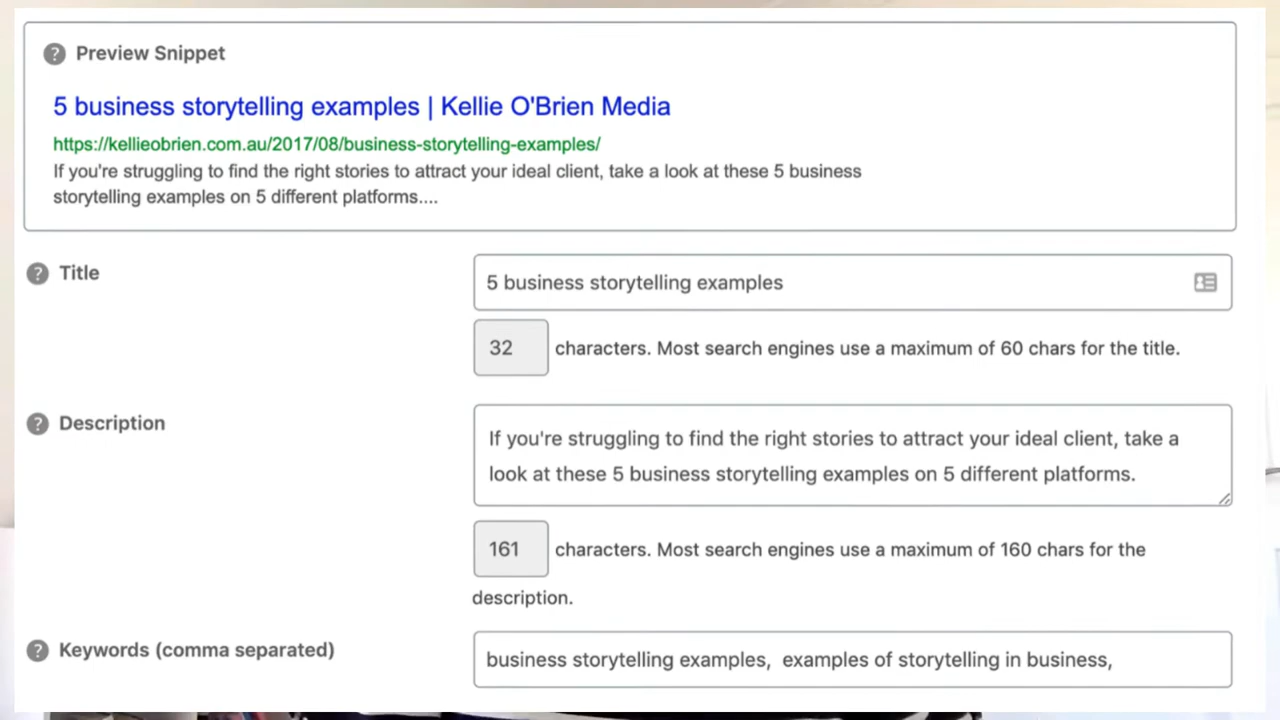 Preview Snippet
5 business storytelling examples | Kellie O'Brien Media
https://kellieobrien.com.au/2017/08/business-storytelling-examples/
If you're struggling to find the right stories to attract your ideal client, take a look at these 5 business
storytelling examples on 5 different platforms....
Title
5 business storytelling examples
32 characters. Most search engines use a maximum of 60 chars for the title.
Description
If you're struggling to find the right stories to attract your ideal client, take a
look at these 5 business storytelling examples on 5 different platforms.
161 characters. Most search engines use a maximum of 160 chars for the
description.
Keywords (comma separated)
business storytelling examples,  examples of storytelling in business,